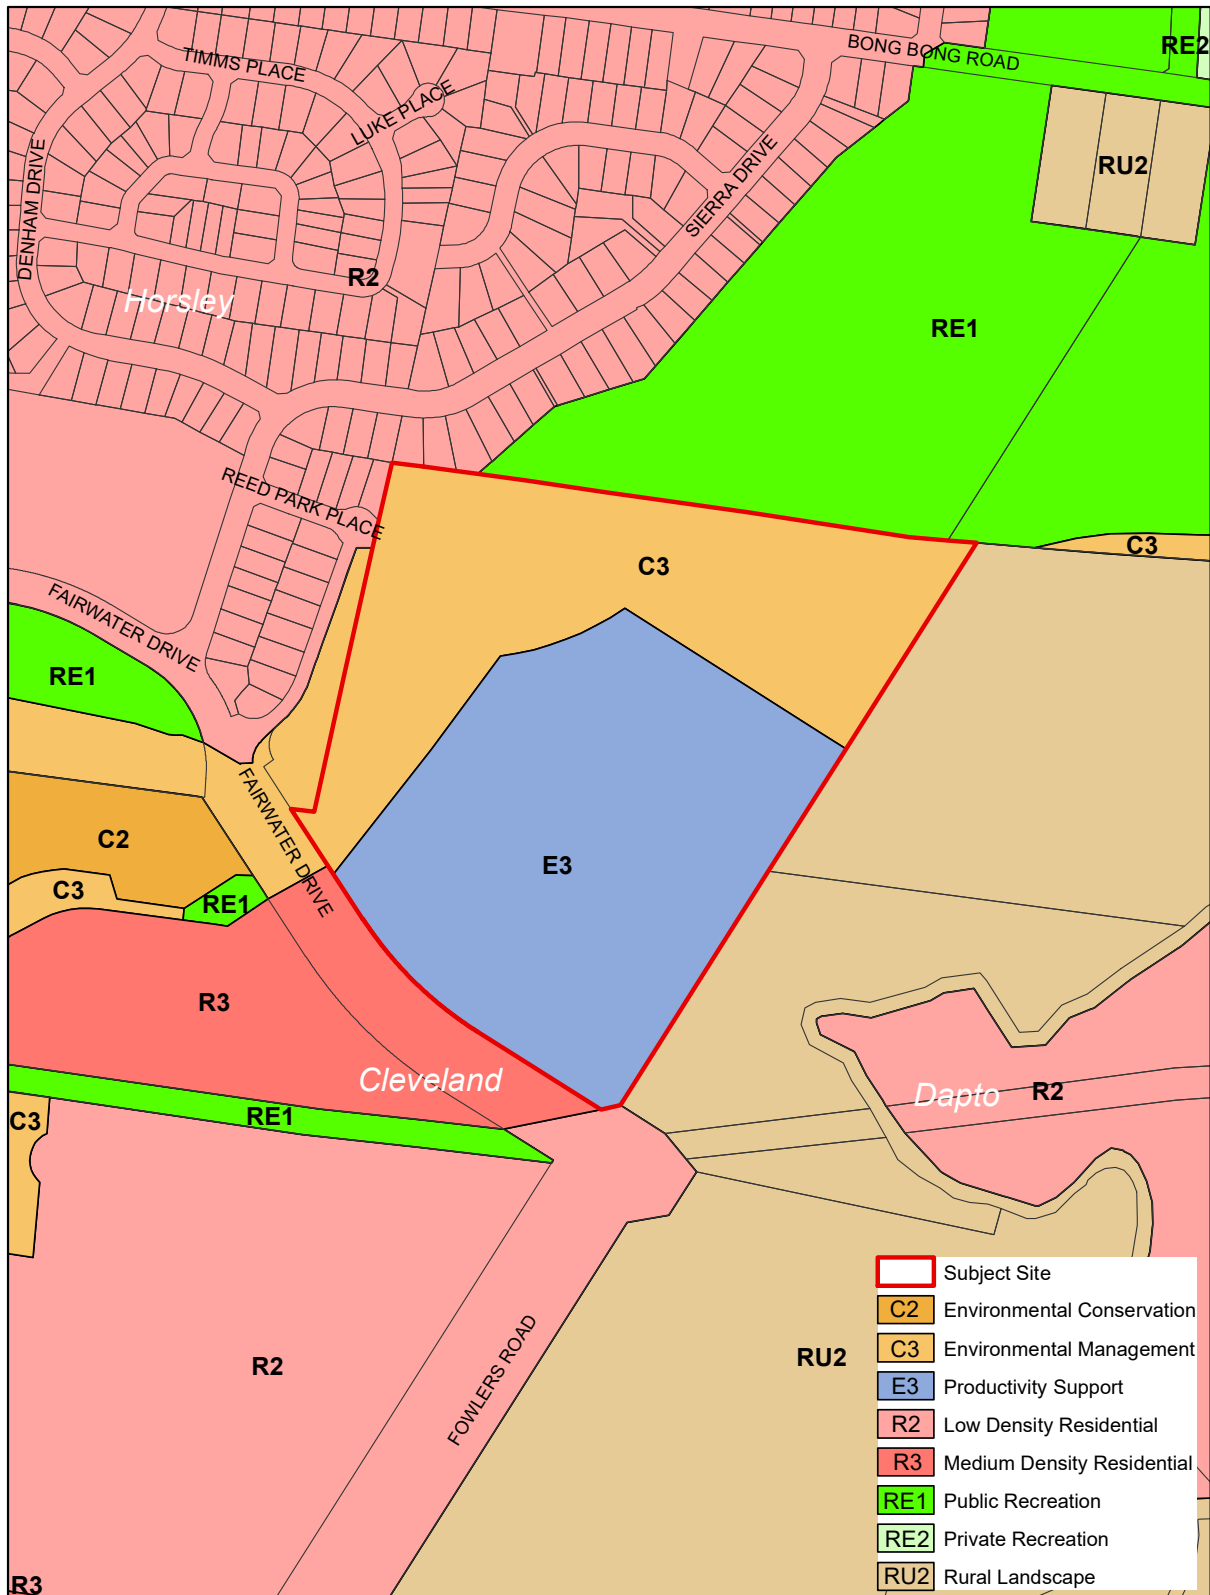 BONG BONG ROAD
RE2
TIMMS PLACE
LUKE PLACE
DENHAM DRIVE
SIERRA DRIVE
RU2
R2
Horsley
RE1
REED PARK PLACE
C3
C3
FAIRWATER DRIVE
RE1
FAIRWATER DRIVE
C2
E3
C3
RE1
R3
Cleveland
Dapto
R2
RE1
C3
R2
FOWLERS ROAD
RU2
R3
Subject Site
C2 Environmental Conservation
C3 Environmental Management
E3 Productivity Support
R2 Low Density Residential
R3 Medium Density Residential
RE1 Public Recreation
RE2 Private Recreation
RU2 Rural Landscape